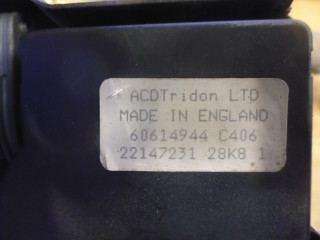 ACDTridon LTD
MADE IN ENGLAND
60614944 C406
22147231 28K8 1